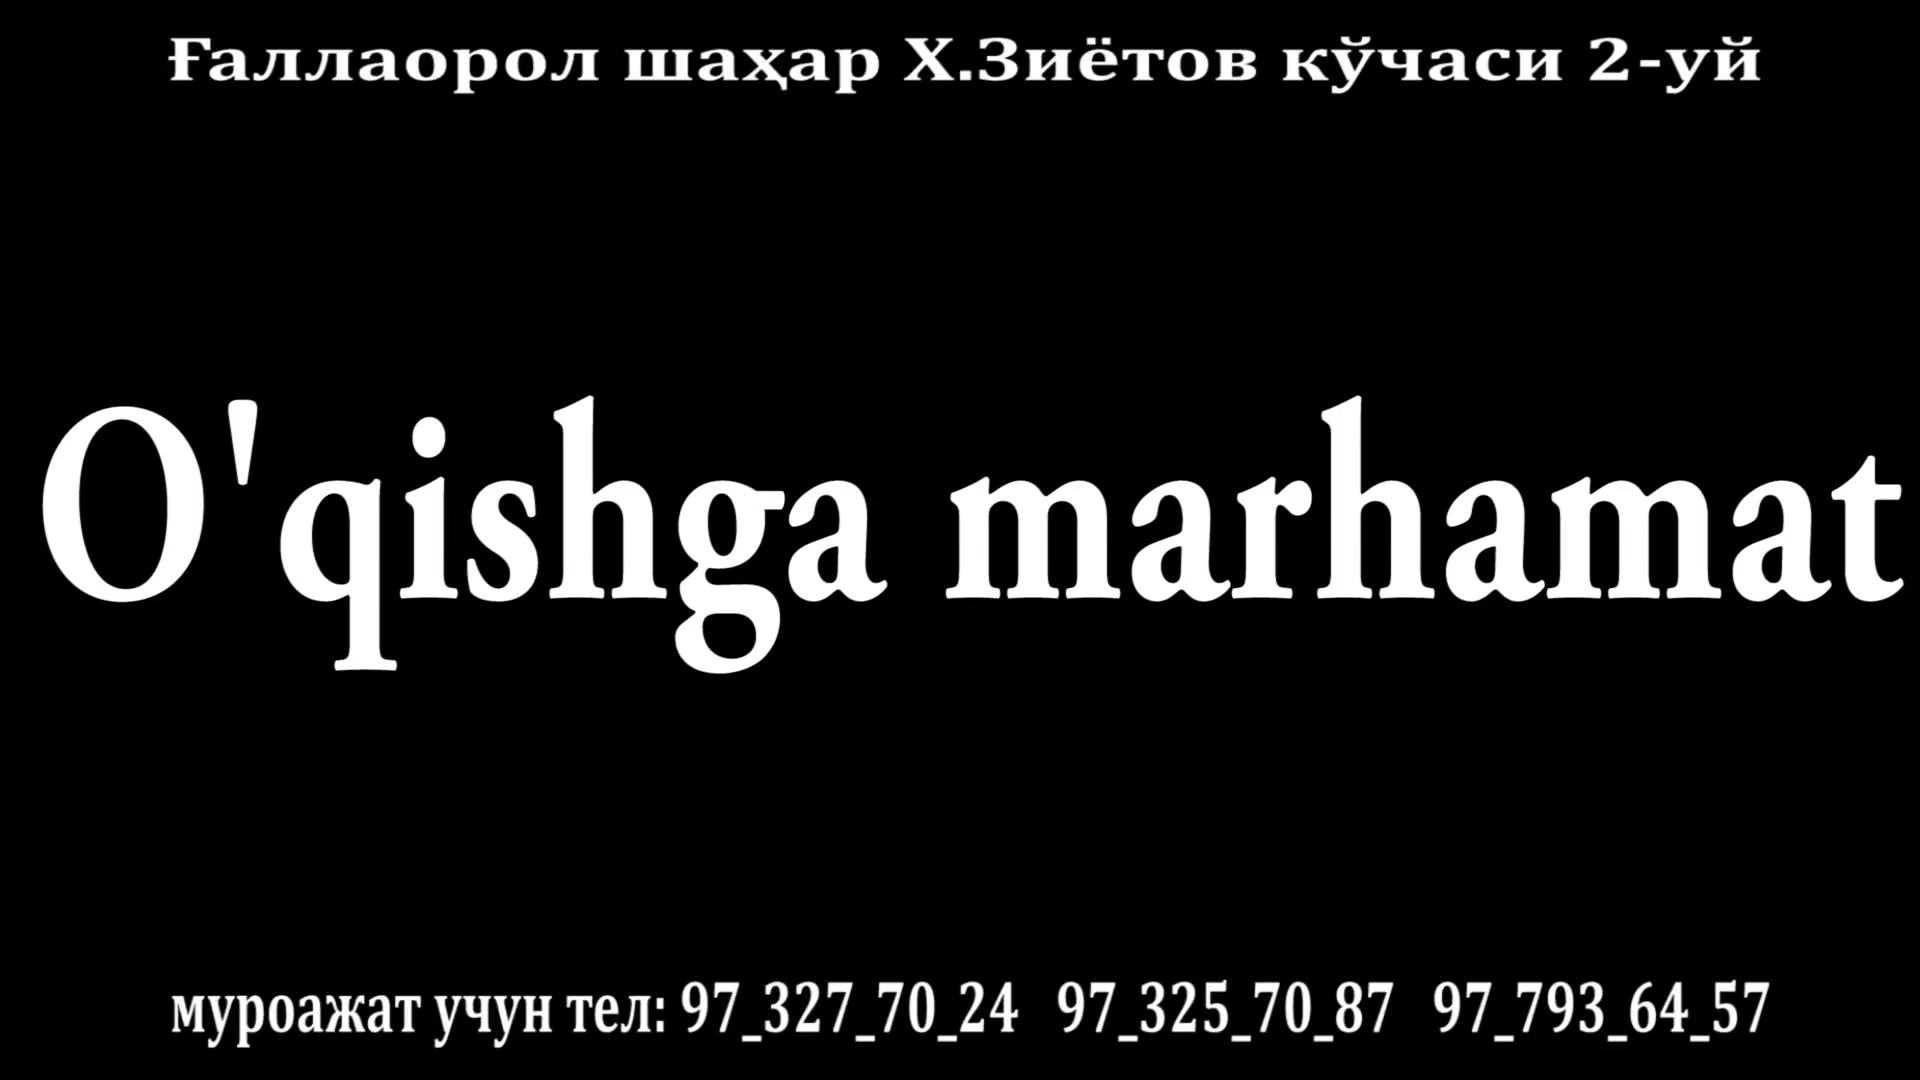 Ғаллаорол шаҳар Х.Зиётов кўчаси 2-уй
O'qishga marhamat
мурожаат учун тел: 97_327_70_24 97_325_70_87 97_793_64_57